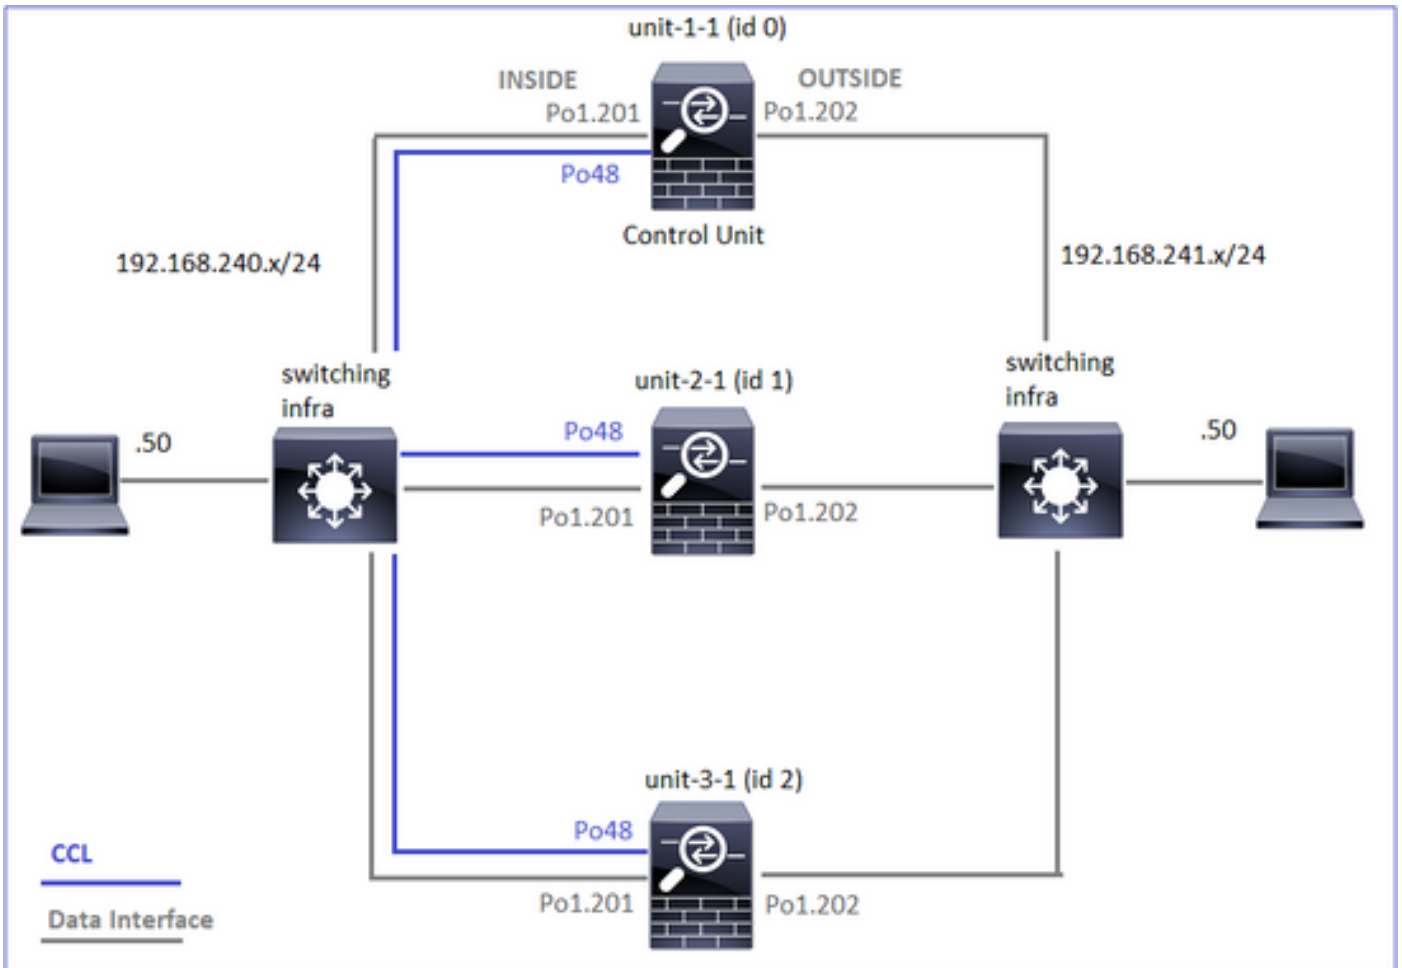 unit-1-1 (id 0)
INSIDE
OUTSIDE
Po1.201
Po1.202
Po48
Control Unit
192.168.240.x/24
192.168.241.x/24
switching
infra
unit-2-1 (id 1)
switching
infra
.50
Po48
.50
Po1.201
Po1.202
unit-3-1 (id 2)
Po48
CCL
Po1.201
Po1.202
Data Interface